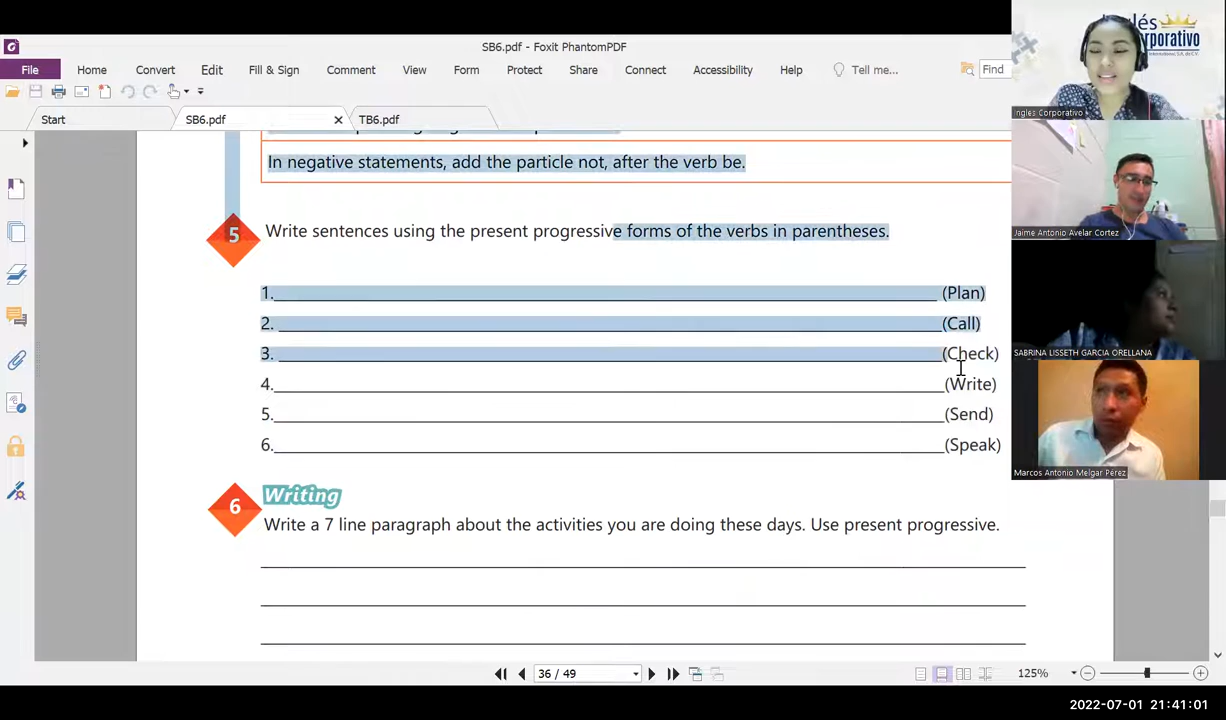 SB6.pdf - Foxit PhantomPDF
File Home Convert Edit Fill & Sign Comment View Form Protect Share Connect Accessibility Help Tell me... Find
Start SB6.pdf TB6.pdf
In negative statements, add the particle not, after the verb be.
5 Write sentences using the present progressive forms of the verbs in parentheses.
1. (Plan)
2. (Call)
3. (Check)
4. (Write)
5. (Send)
6. (Speak)
6 Writing
Write a 7 line paragraph about the activities you are doing these days. Use present progressive.
36 / 49
125%
Corporativo
Ingles Corporativo
Jaime Antonio Avelar Cortez
SABRINA LISSETH GARCIA ORELLANA
Marcos Antonio Melgar Pérez
2022-07-01 21:41:01